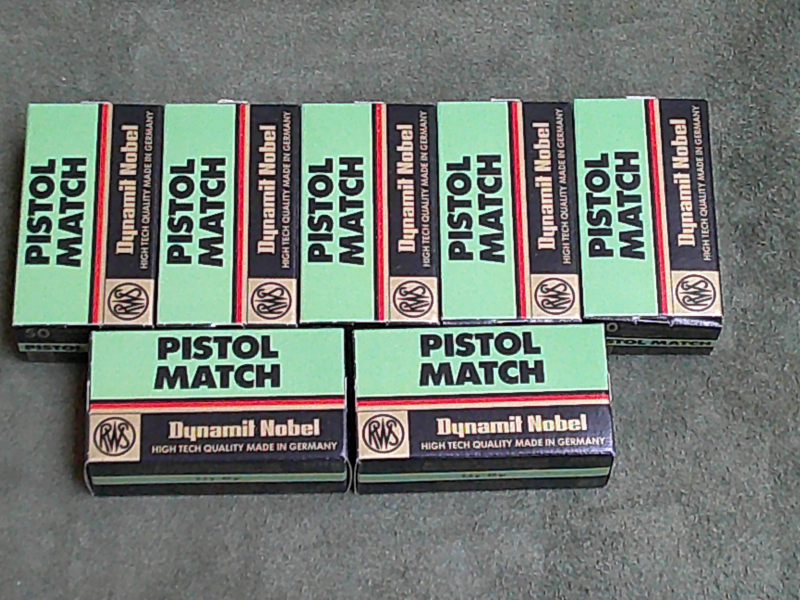 PISTOL
MATCH
Dynamit Nobel
HIGH TECH QUALITY MADE IN GERMANY
RWS
PISTOL
MATCH
Dynamit Nobel
HIGH TECH QUALITY MADE IN GERMANY
RWS
PISTOL
MATCH
Dynamit Nobel
HIGH TECH QUALITY MADE IN GERMANY
RWS
PISTOL
MATCH
Dynamit Nobel
HIGH TECH QUALITY MADE IN GERMANY
RWS
PISTOL
MATCH
Dynamit Nobel
HIGH TECH QUALITY MADE IN GERMANY
RWS
50
PISTOL
PISTOL MATCH
PISTOL
MATCH
RWS
Dynamit Nobel
HIGH TECH QUALITY MADE IN GERMANY
PISTOL
MATCH
RWS
Dynamit Nobel
HIGH TECH QUALITY MADE IN GERMANY